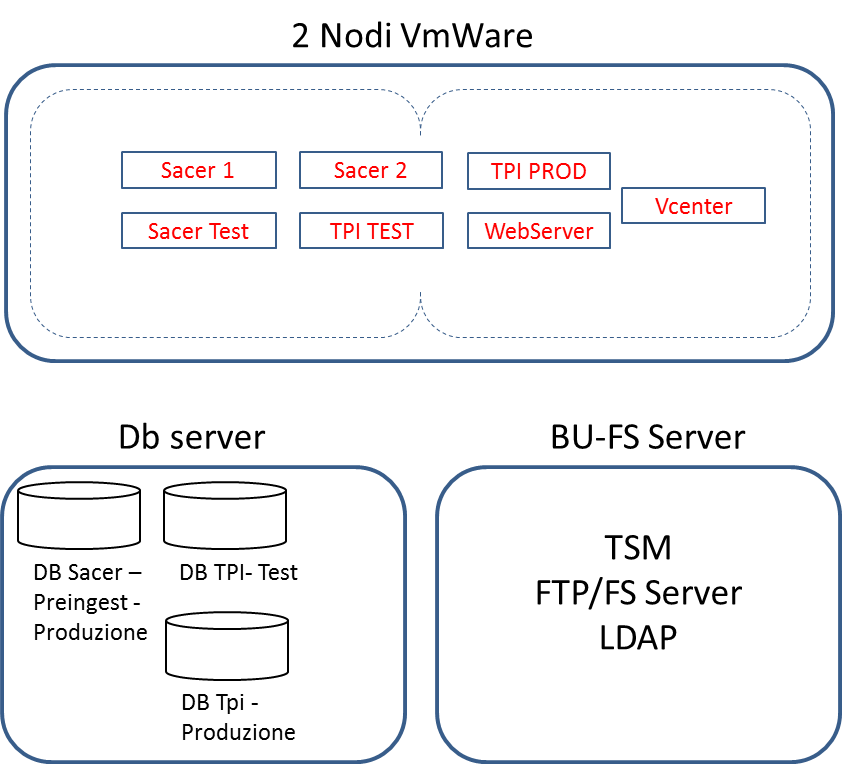 2 Nodi VmWare
Sacer 1
Sacer 2
TPI PROD
Vcenter
Sacer Test
TPI TEST
WebServer
Db server
BU-FS Server
DB Sacer –
Preingest -
Produzione
DB TPI- Test
DB Tpi -
Produzione
TSM
FTP/FS Server
LDAP